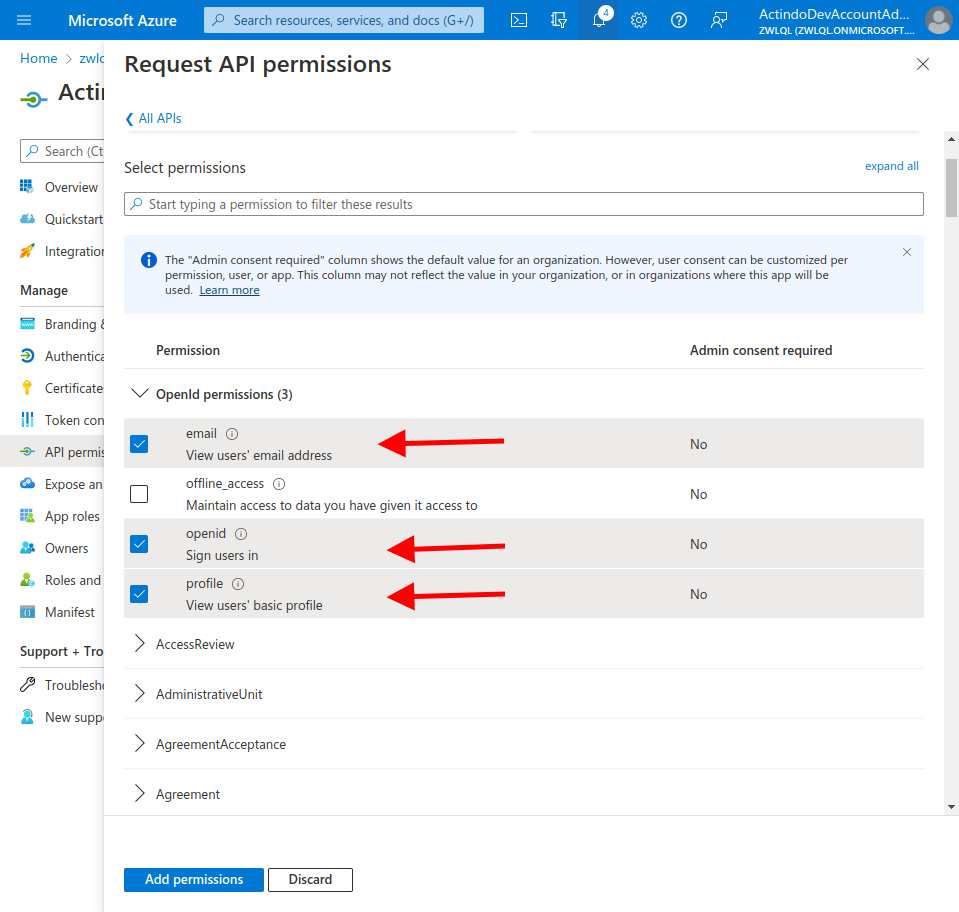 Microsoft Azure
Search resources, services, and docs (G+/)
4
ActindoDevAccountAd...
ZWLQL (ZWLQL.ONMICROSOFT....
Home > zwlc
Actin
Search (Ct
Overview
Quickstart
Integration
Manage
Branding &
Authentica
Certificate
Token con
API permis
Expose an
App roles
Owners
Roles and
Manifest
Support + Tro
Troublesho
New suppo
Request API permissions
All APIs
Select permissions
expand all
Start typing a permission to filter these results
The "Admin consent required" column shows the default value for an organization. However, user consent can be customized per
permission, user, or app. This column may not reflect the value in your organization, or in organizations where this app will be
used. Learn more
Permission
Admin consent required
OpenId permissions (3)
email
View users' email address
No
offline_access
Maintain access to data you have given it access to
No
openid
Sign users in
No
profile
View users' basic profile
No
AccessReview
AdministrativeUnit
AgreementAcceptance
Agreement
Add permissions
Discard